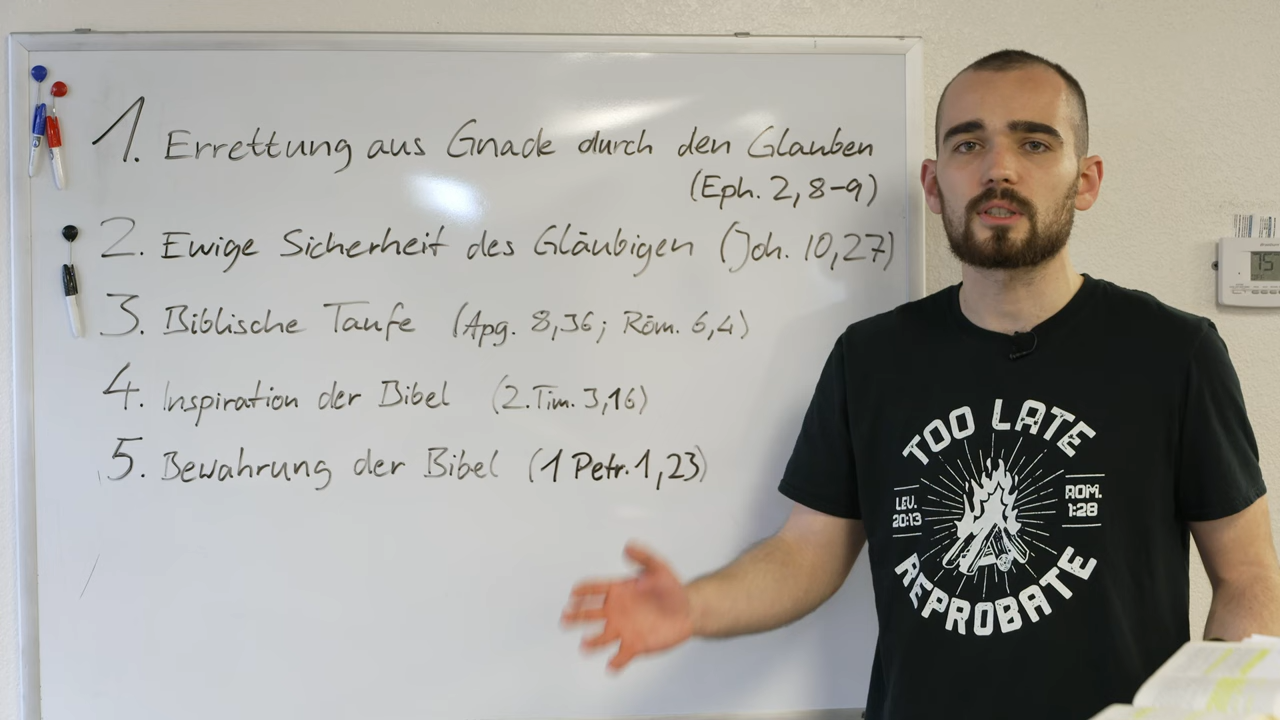 1. Errettung aus Gnade durch den Glauben
(Eph. 2,8-9)
2. Ewige Sicherheit des Gläubigen (Joh. 10,27)
3. Biblische Taufe (Apg. 8,36; Röm. 6,4)
4. Inspiration der Bibel (2.Tim. 3,16)
5. Bewahrung der Bibel (1 Petr. 1,23)
TOO LATE
LEV. 20:13
ROM. 1:28
REPROBATE
75